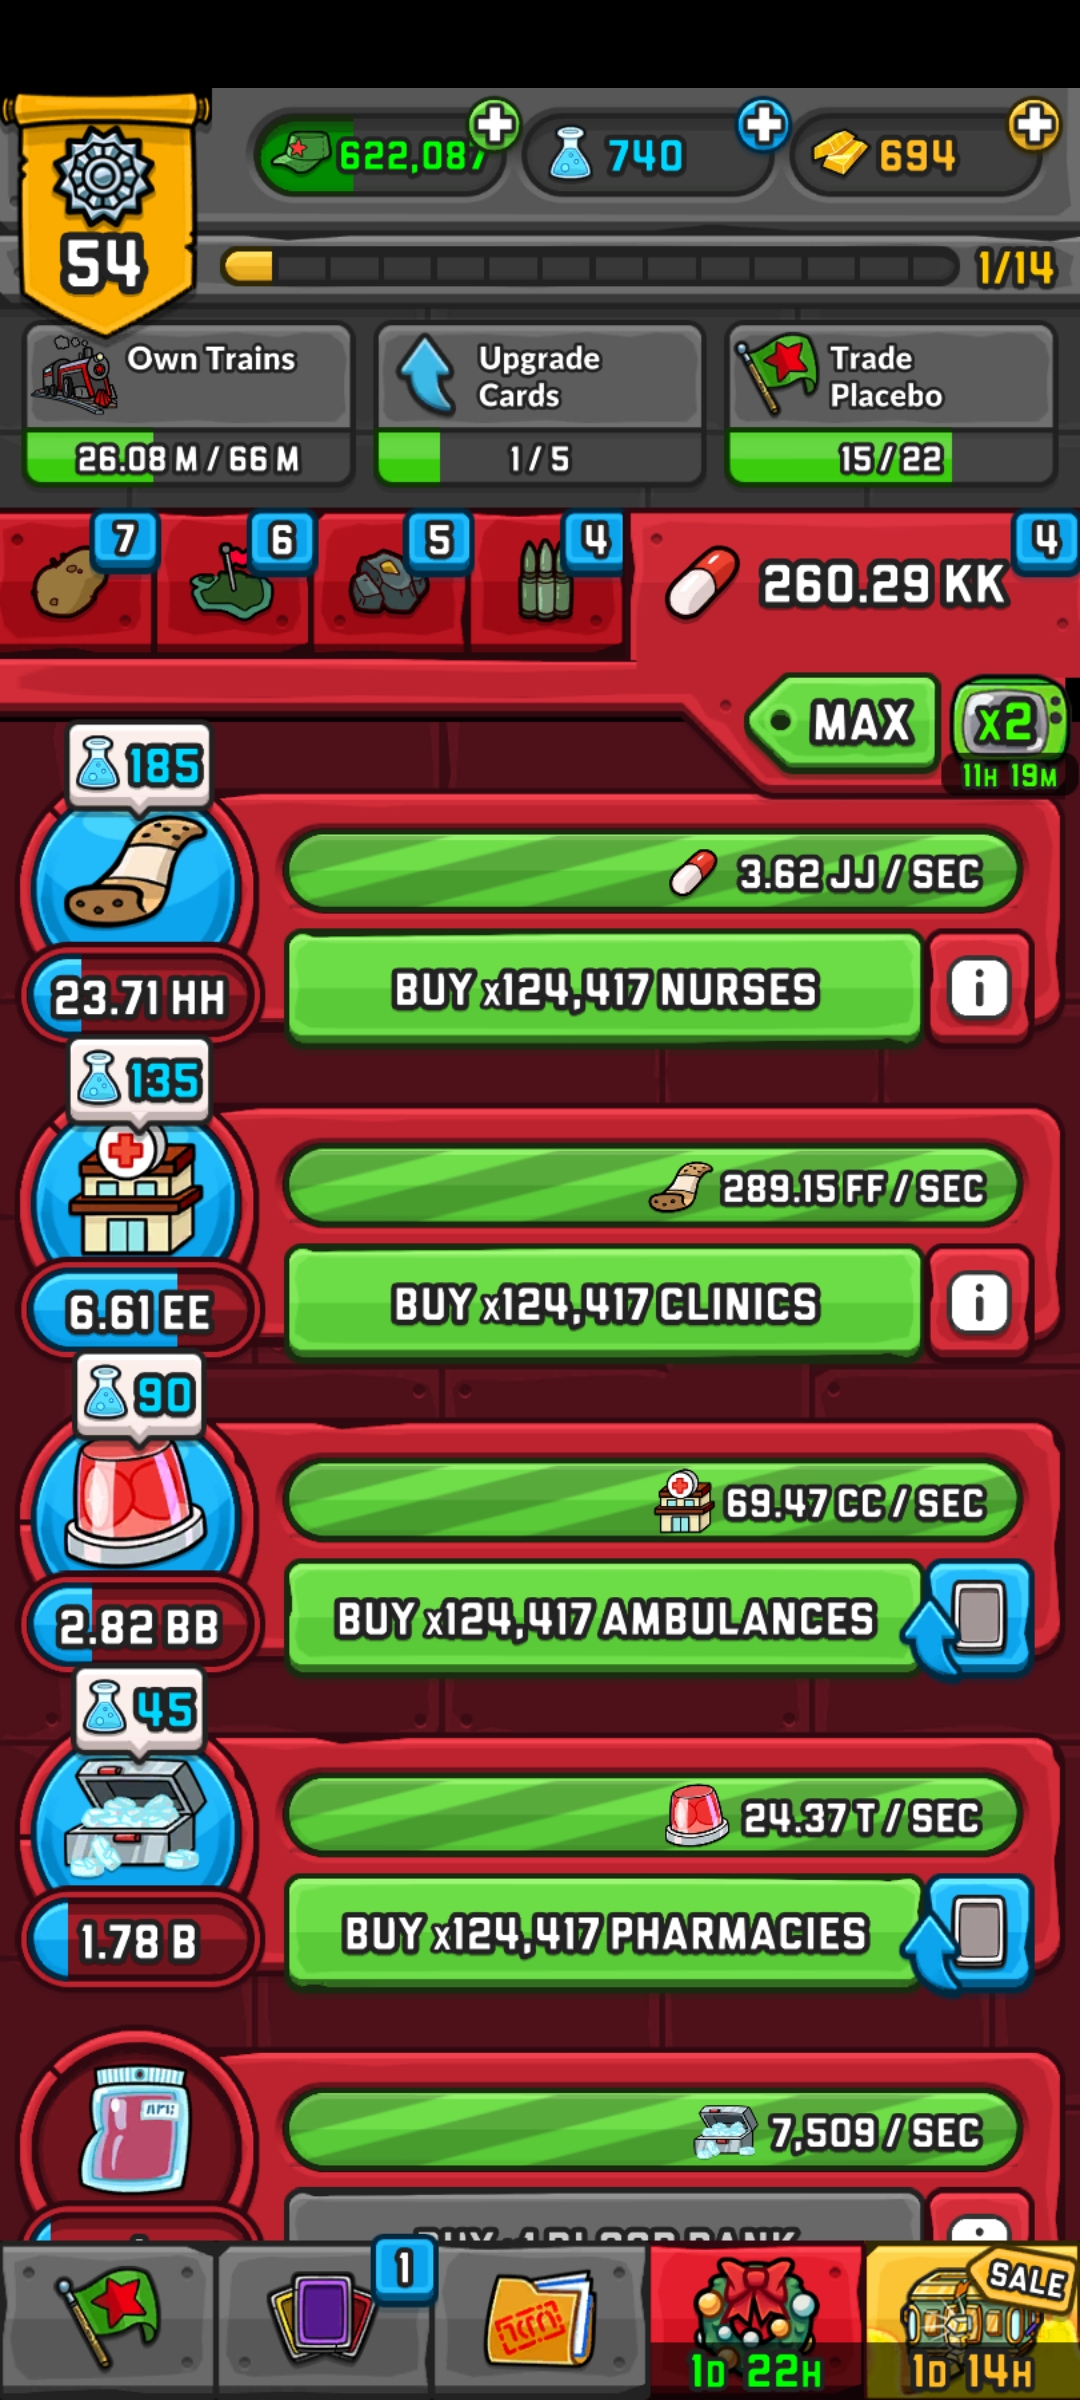 54
622,087
740
694
1/14
Own Trains
26.08 M / 66 M
Upgrade
Cards
1 / 5
Trade
Placebo
15 / 22
7
6
5
4
260.29 KK
4
MAX
x2
11H 19M
185
3.62 JJ / SEC
23.71 HH
BUY x124,417 NURSES
i
135
289.15 FF / SEC
6.61 EE
BUY x124,417 CLINICS
i
90
69.47 CC / SEC
2.82 BB
BUY x124,417 AMBULANCES
45
24.37 T / SEC
1.78 B
BUY x124,417 PHARMACIES
7,509 / SEC
BUY x1 BLOOD BANK
1
SALE
1D 22H
1D 14H